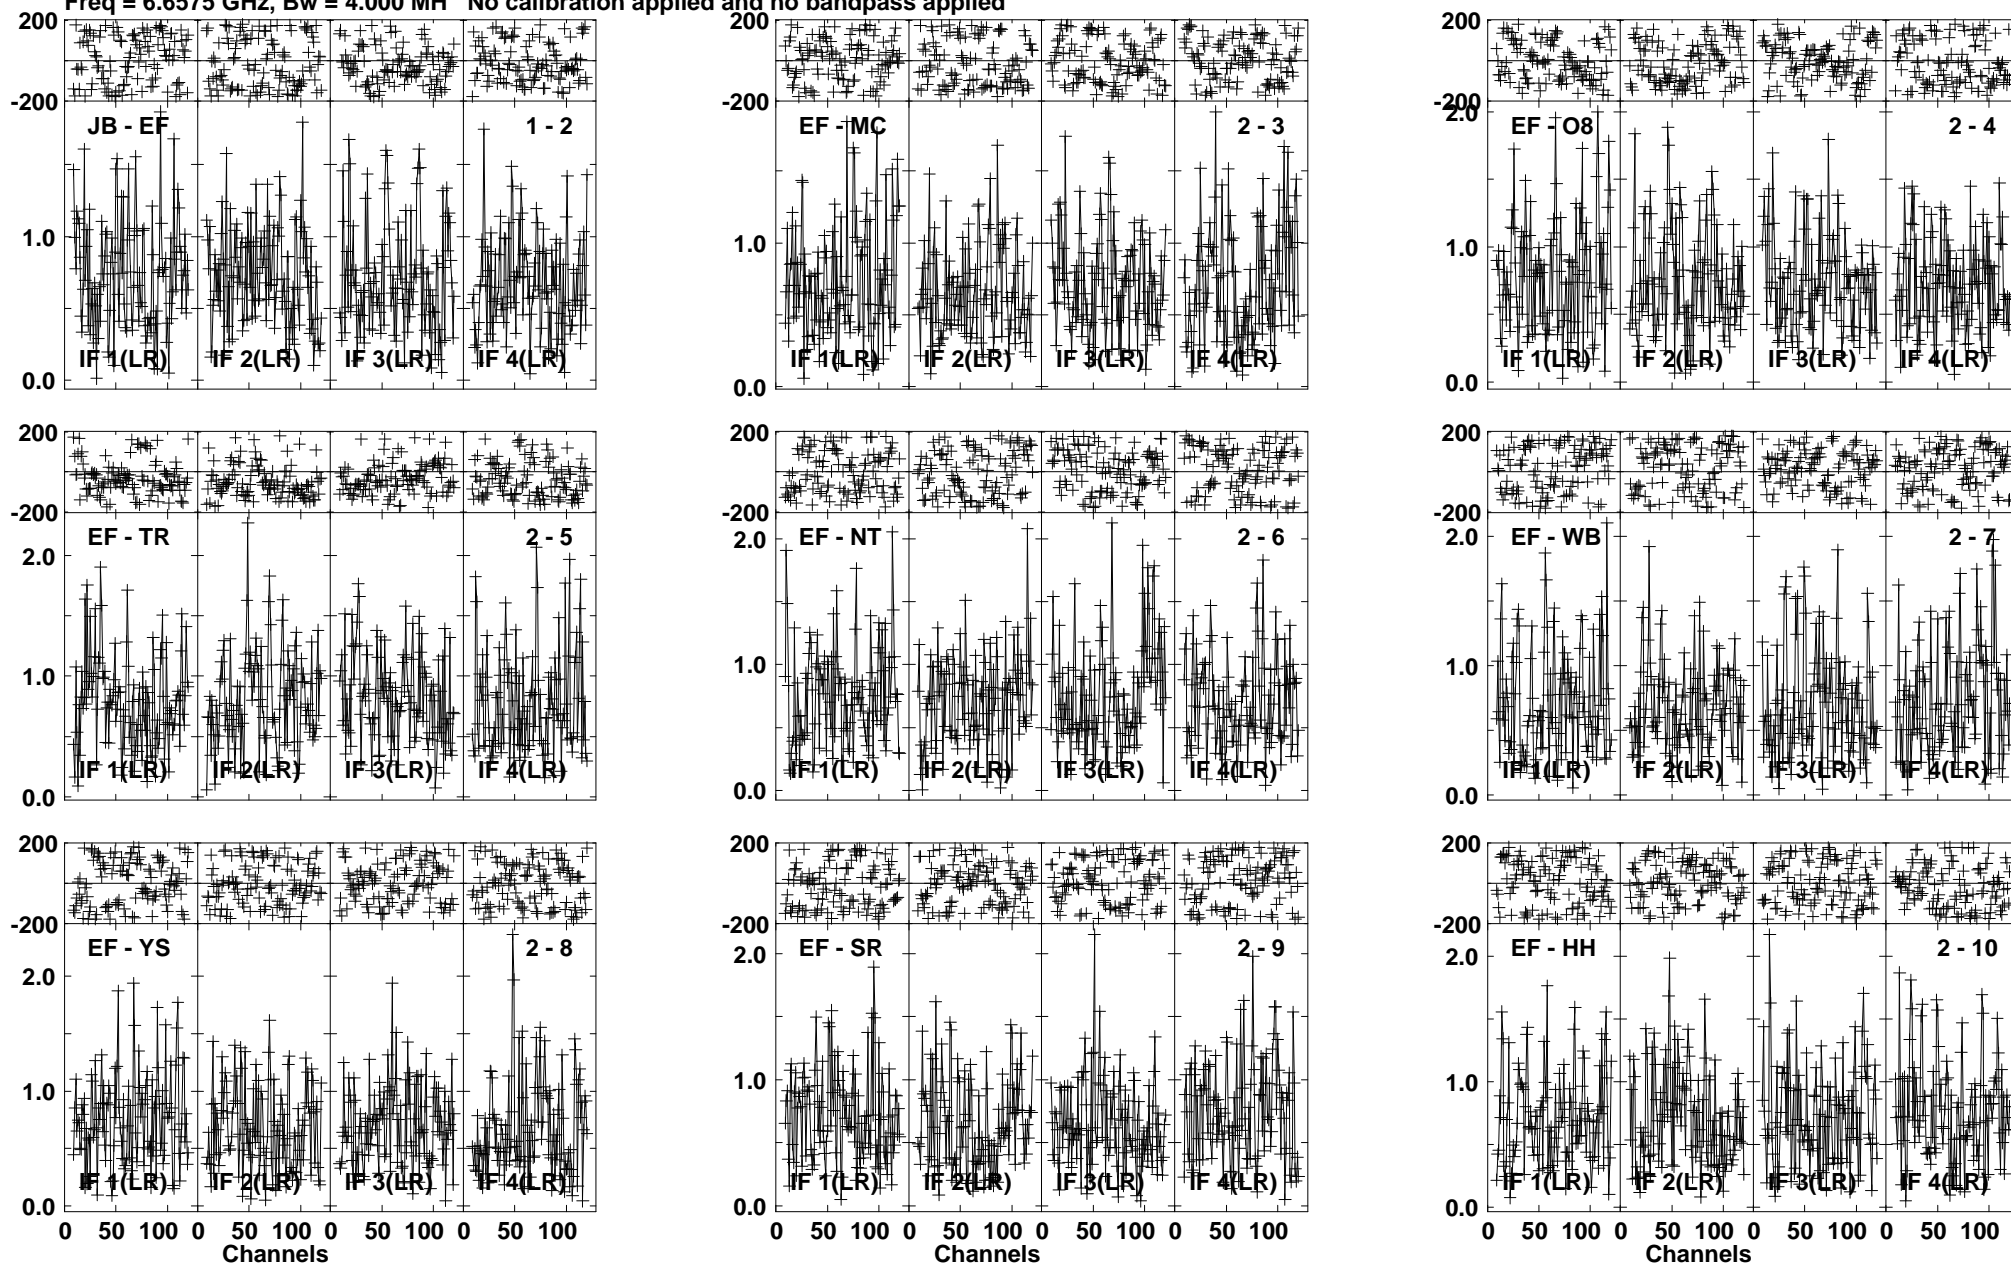 Freq = 6.6575 GHz, Bw = 4.000 MH No calibration applied and no bandpass applied
200 200 200
-200 -200 -200
JB - EF 1 - 2 EF - MC 2 - 3 EF - O8 2 - 4
2.0
1.0 1.0 1.0
IF 1(LR) IF 2(LR) IF 3(LR) IF 4(LR) IF 1(LR) IF 2(LR) IF 3(LR) IF 4(LR) IF 1(LR) IF 2(LR) IF 3(LR) IF 4(LR)
0.0 0.0 0.0
200 200 200
-200 -200 -200
EF - TR 2 - 5 EF - NT 2 - 6 EF - WB 2 - 7
2.0 2.0 2.0
1.0 1.0 1.0
IF 1(LR) IF 2(LR) IF 3(LR) IF 4(LR) IF 1(LR) IF 2(LR) IF 3(LR) IF 4(LR) IF 1(LR) IF 2(LR) IF 3(LR) IF 4(LR)
0.0 0.0 0.0
200 200 200
-200 -200 -200
EF - YS 2 - 8 EF - SR 2 - 9 EF - HH 2 - 10
2.0 2.0 2.0
1.0 1.0 1.0
IF 1(LR) IF 2(LR) IF 3(LR) IF 4(LR) IF 1(LR) IF 2(LR) IF 3(LR) IF 4(LR) IF 1(LR) IF 2(LR) IF 3(LR) IF 4(LR)
0.0 0.0 0.0
0 50 100 0 50 100 0 50 100 0 50 100 0 50 100 0 50 100 0 50 100 0 50 100 0 50 100 0 50 100 0 50 100 0 50 100
Channels Channels Channels